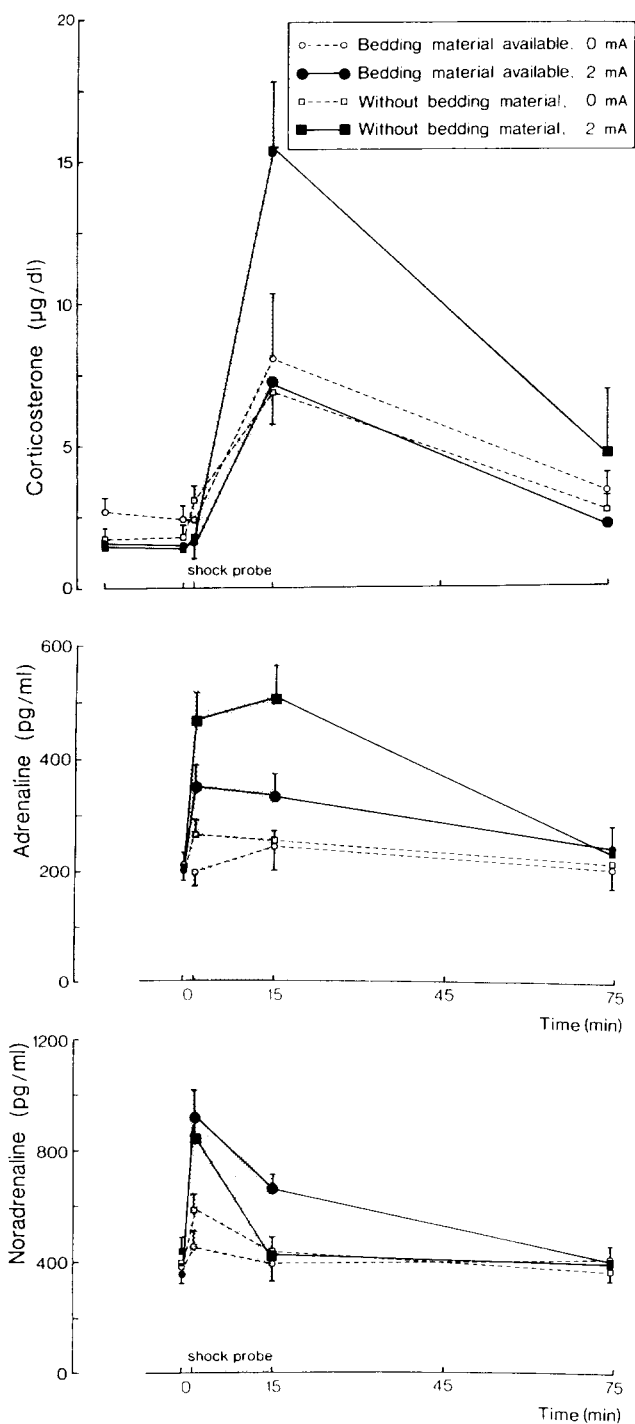 Bedding material available, 0 mA
Bedding material available, 2 mA
Without bedding material, 0 mA
Without bedding material, 2 mA
20
15
10
5
0
Corticosterone (µg/dl)
shock probe
600
400
200
0
Adrenaline (pg/ml)
0 15 45 75
Time (min)
1200
800
400
0
Noradrenaline (pg/ml)
shock probe
0 15 45 75
Time (min)